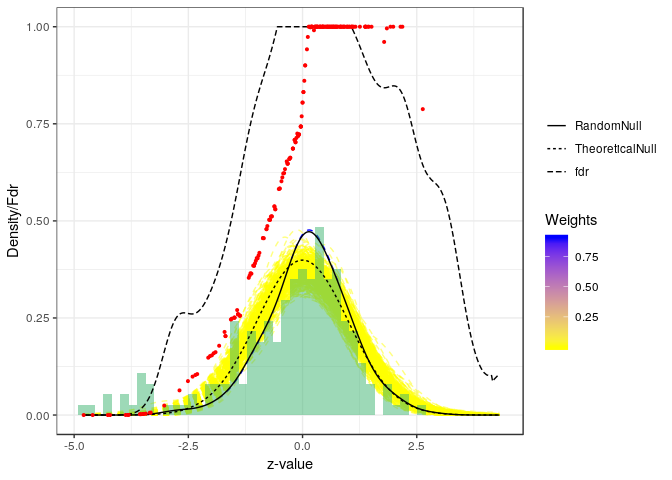 1.00
0.75
0.50
0.25
0.00
Density/Fdr
-5.0
-2.5
0.0
2.5
z-value
RandomNull
TheoreticalNull
fdr
Weights
0.75
0.50
0.25